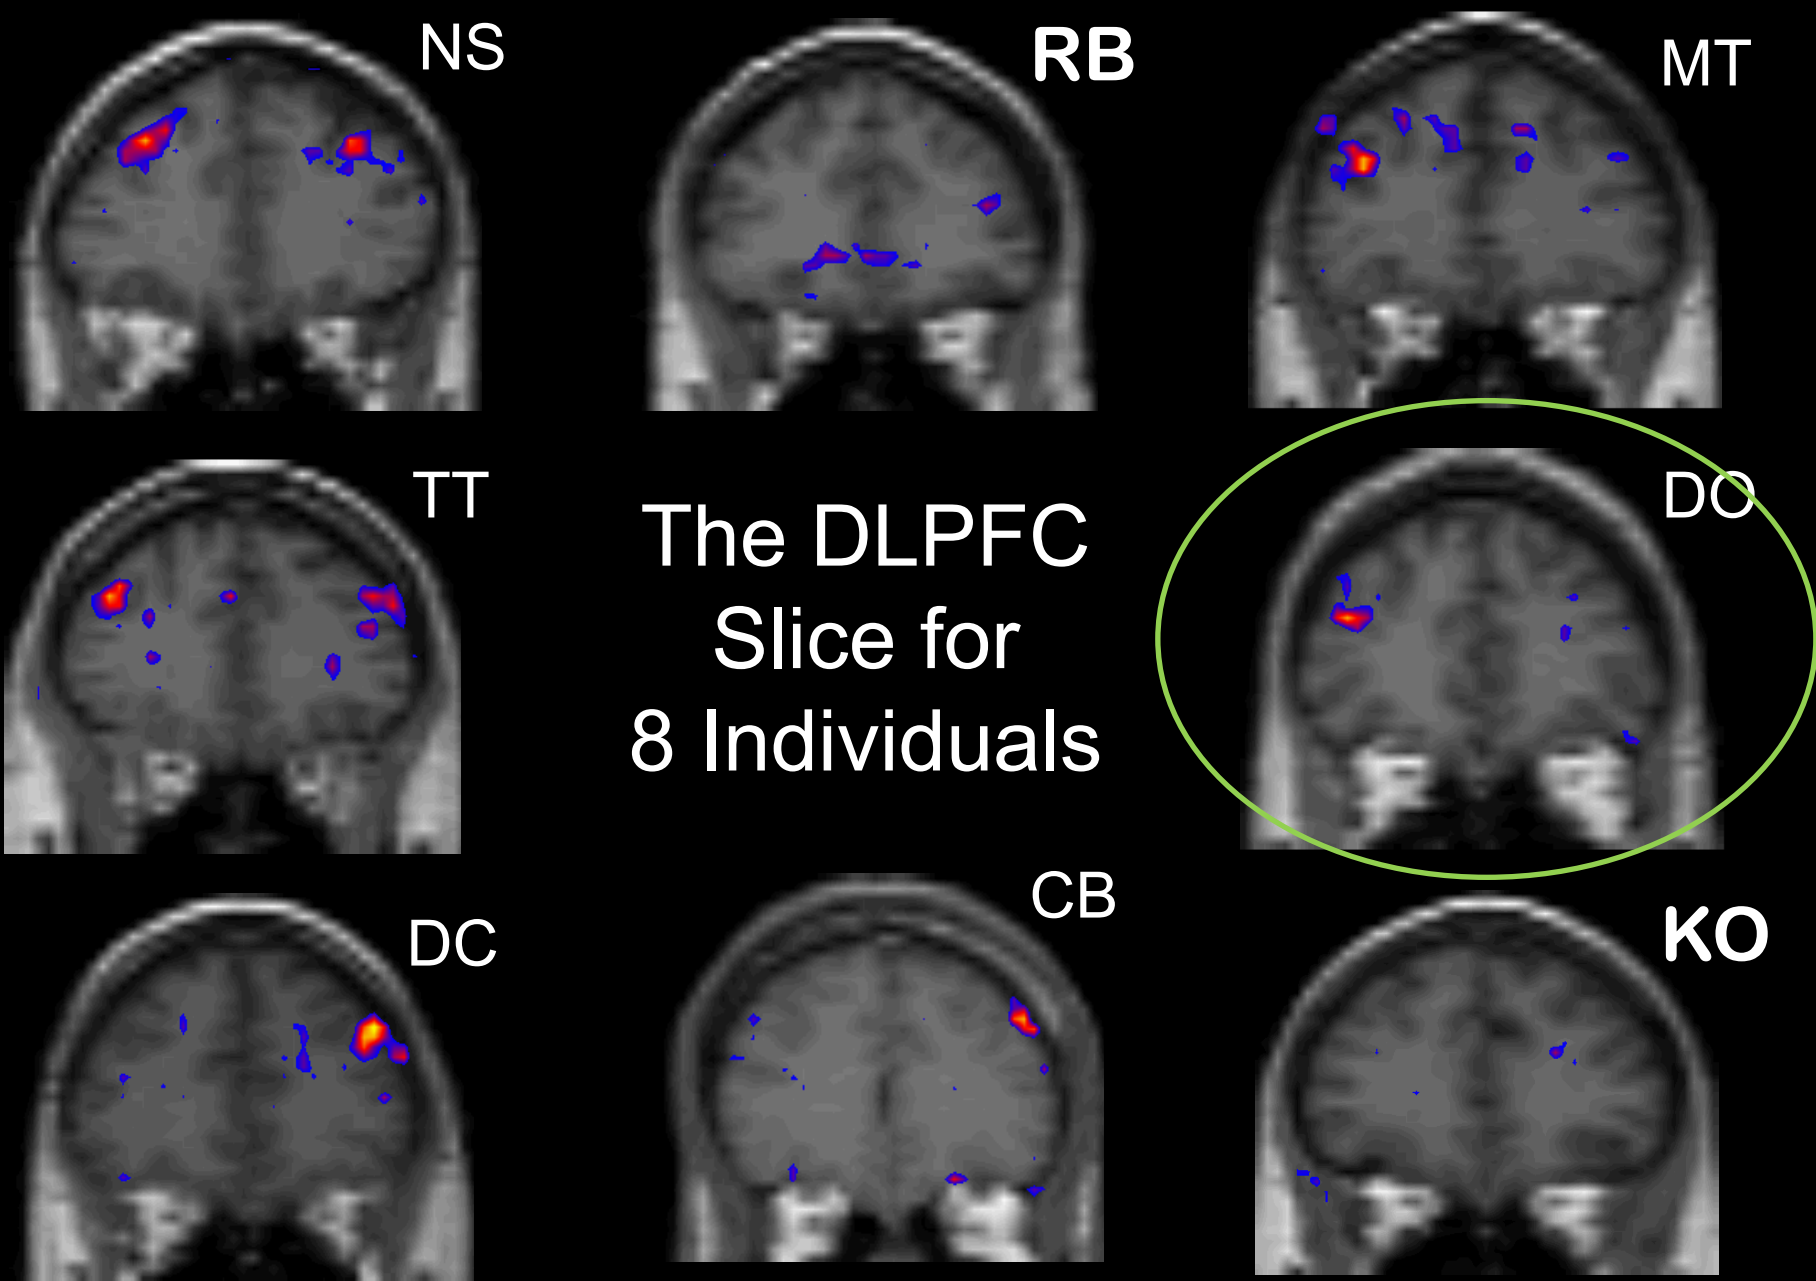 NS
RB
MT
TT
The DLPFC
Slice for
8 Individuals
DO
DC
CB
KO